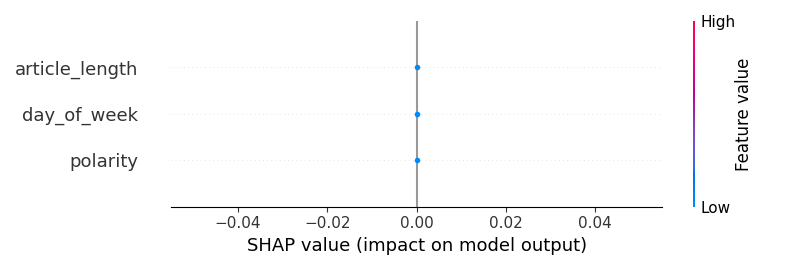 High
article_length
day_of_week
polarity
Feature value
Low
−0.04 −0.02 0.00 0.02 0.04
SHAP value (impact on model output)